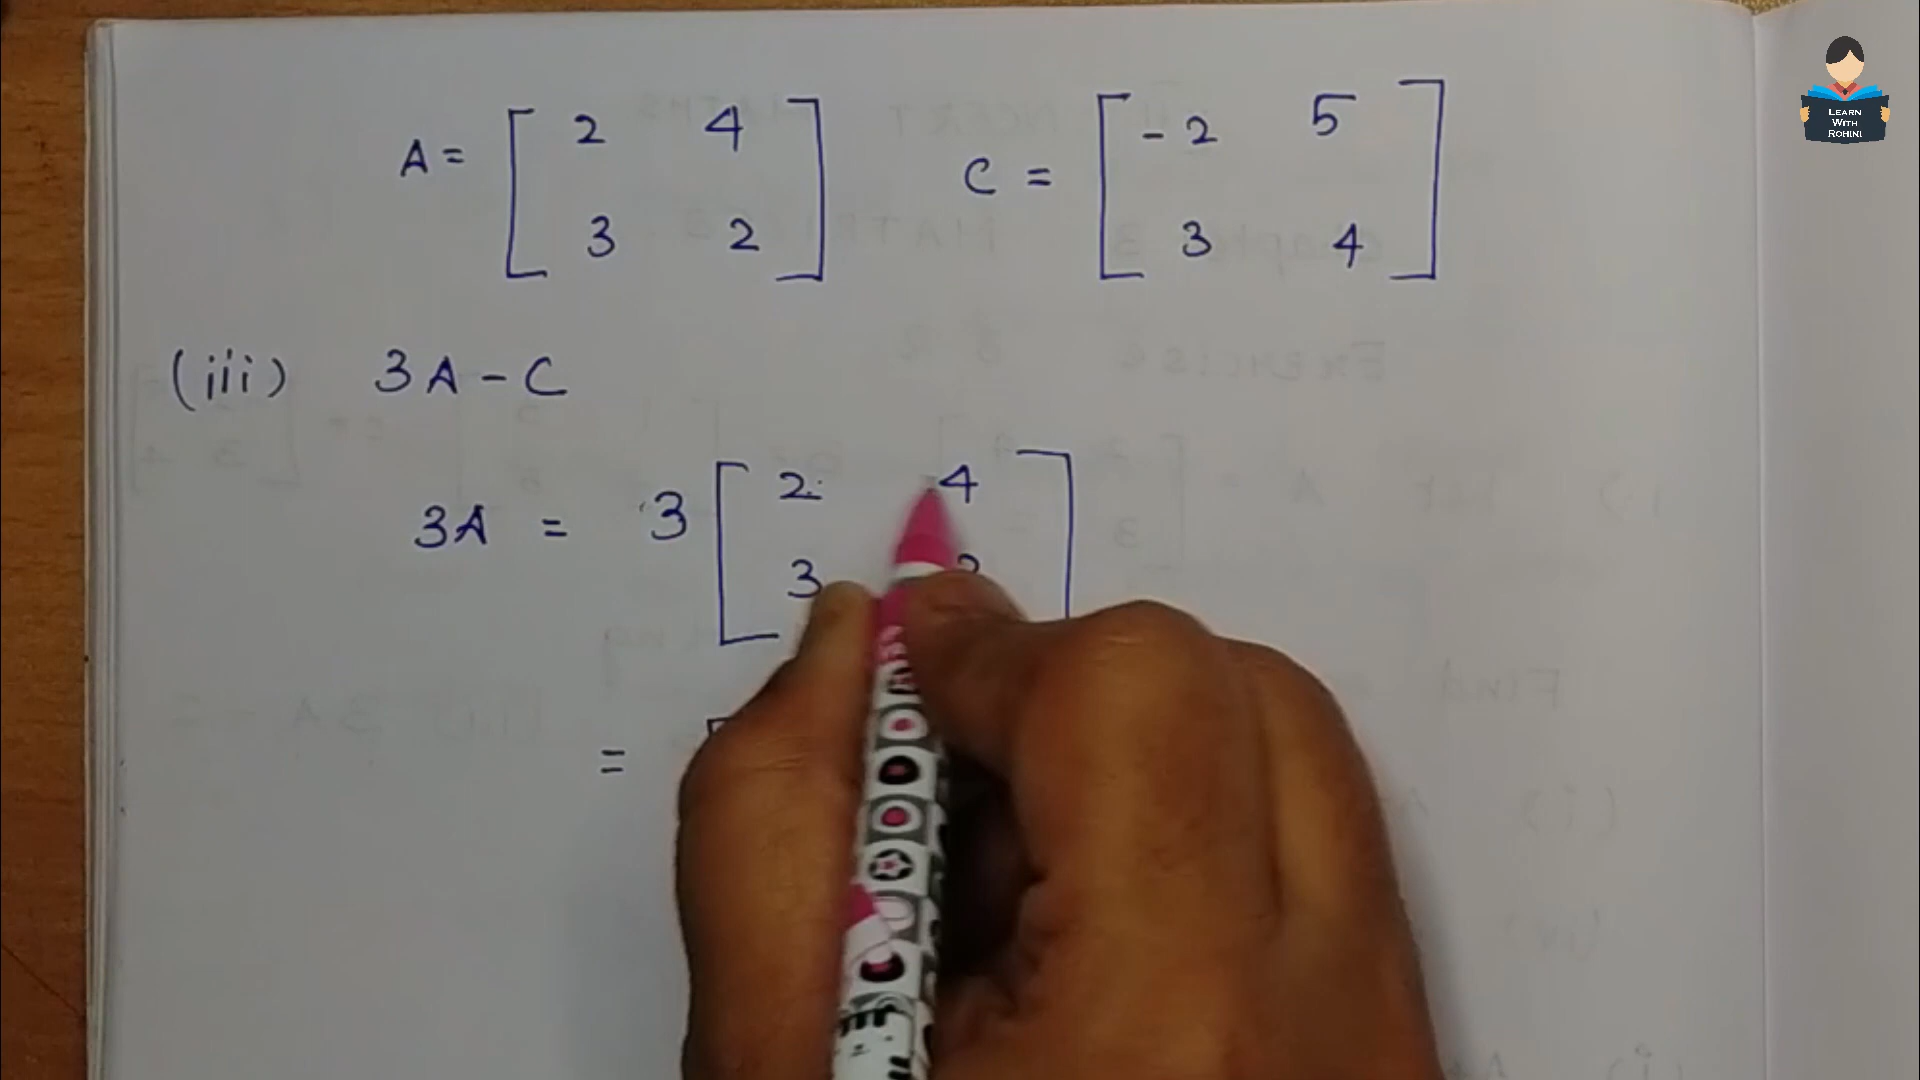 A = [ 2 4 C = [ -2 5
3 2 ] 3 4 ]
(iii) 3A - C
3A = 3 [ 2 4
3 ]
= [
LEARN
WITH
ROHINI